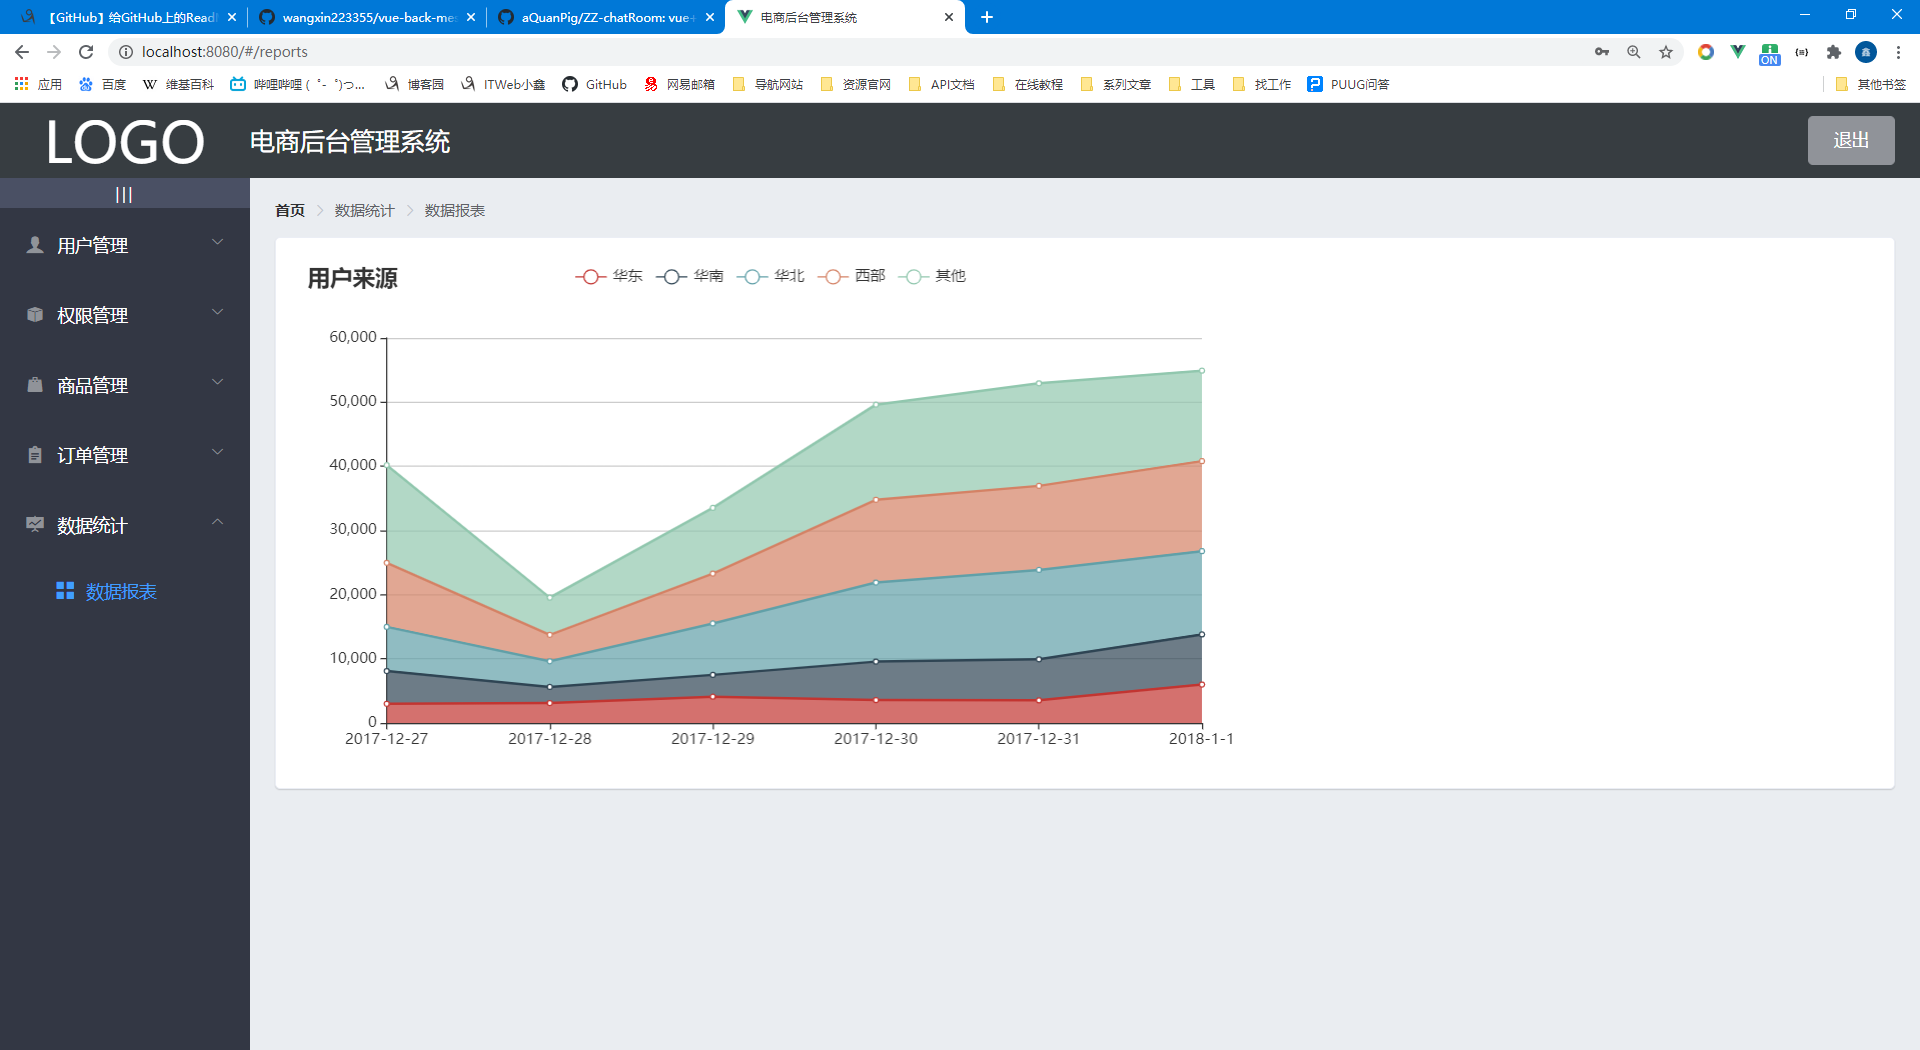 【GitHub】给GitHub上的Read
wangxin223355/vue-back-me
aQuanPig/ZZ-chatRoom: vue+
电商后台管理系统
localhost:8080/#/reports
ON
应用 百度 W 维基百科 哔哩哔哩 ( ゜- ゜)つ... 博客园 ITWeb小鑫 GitHub 网易邮箱 导航网站 资源官网 API文档 在线教程 系列文章 工具 找工作 PUUG问答 其他书签
LOGO 电商后台管理系统 退出
|||
用户管理
权限管理
商品管理
订单管理
数据统计
数据报表
首页 数据统计 数据报表
用户来源
华东 华南 华北 西部 其他
60,000
50,000
40,000
30,000
20,000
10,000
0
2017-12-27 2017-12-28 2017-12-29 2017-12-30 2017-12-31 2018-1-1